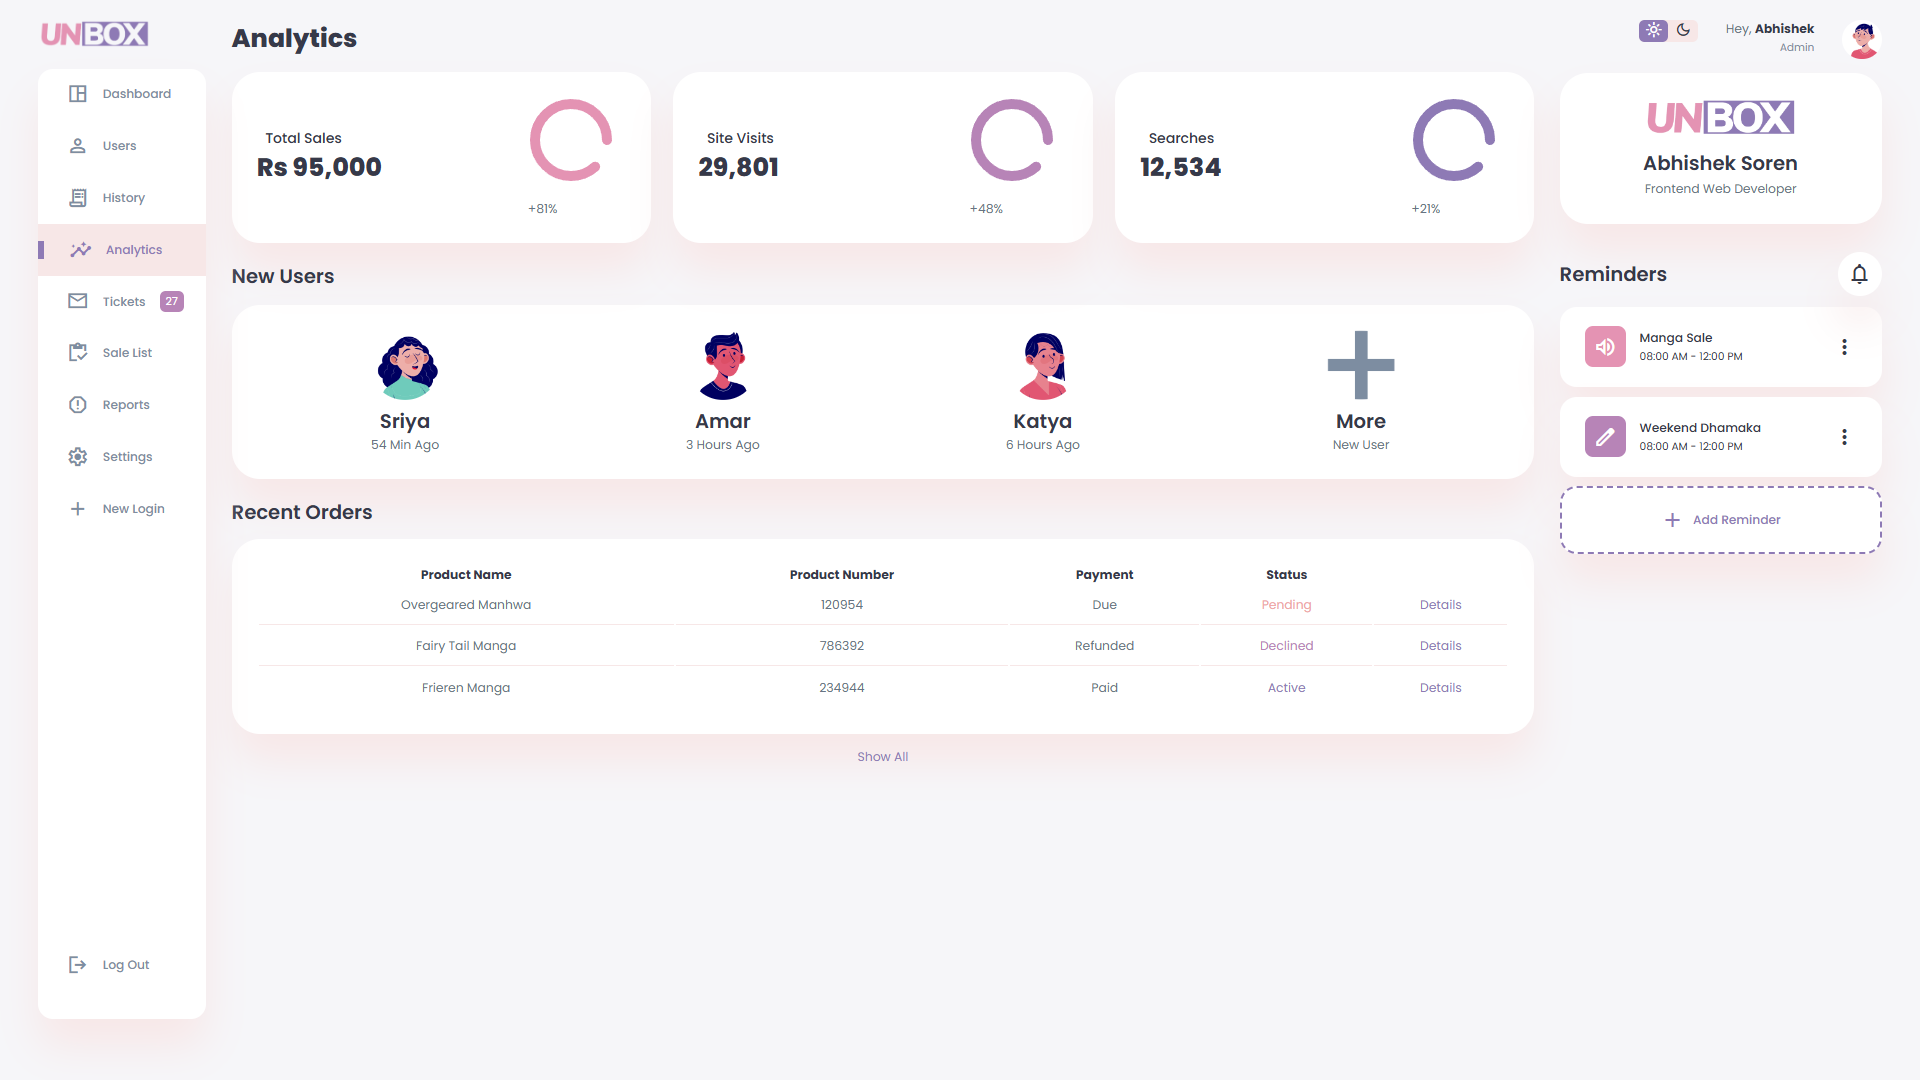 UNBOX
Dashboard
Users
History
Analytics
Tickets 27
Sale List
Reports
Settings
New Login
Log Out
Analytics
Total Sales
Rs 95,000
+81%
Site Visits
29,801
+48%
Searches
12,534
+21%
New Users
Sriya
54 Min Ago
Amar
3 Hours Ago
Katya
6 Hours Ago
More
New User
Recent Orders
Product Name Product Number Payment Status
Overgeared Manhwa 120954 Due Pending Details
Fairy Tail Manga 786392 Refunded Declined Details
Frieren Manga 234944 Paid Active Details
Show All
Hey, Abhishek
Admin
UNBOX
Abhishek Soren
Frontend Web Developer
Reminders
Manga Sale
08:00 AM - 12:00 PM
Weekend Dhamaka
08:00 AM - 12:00 PM
Add Reminder